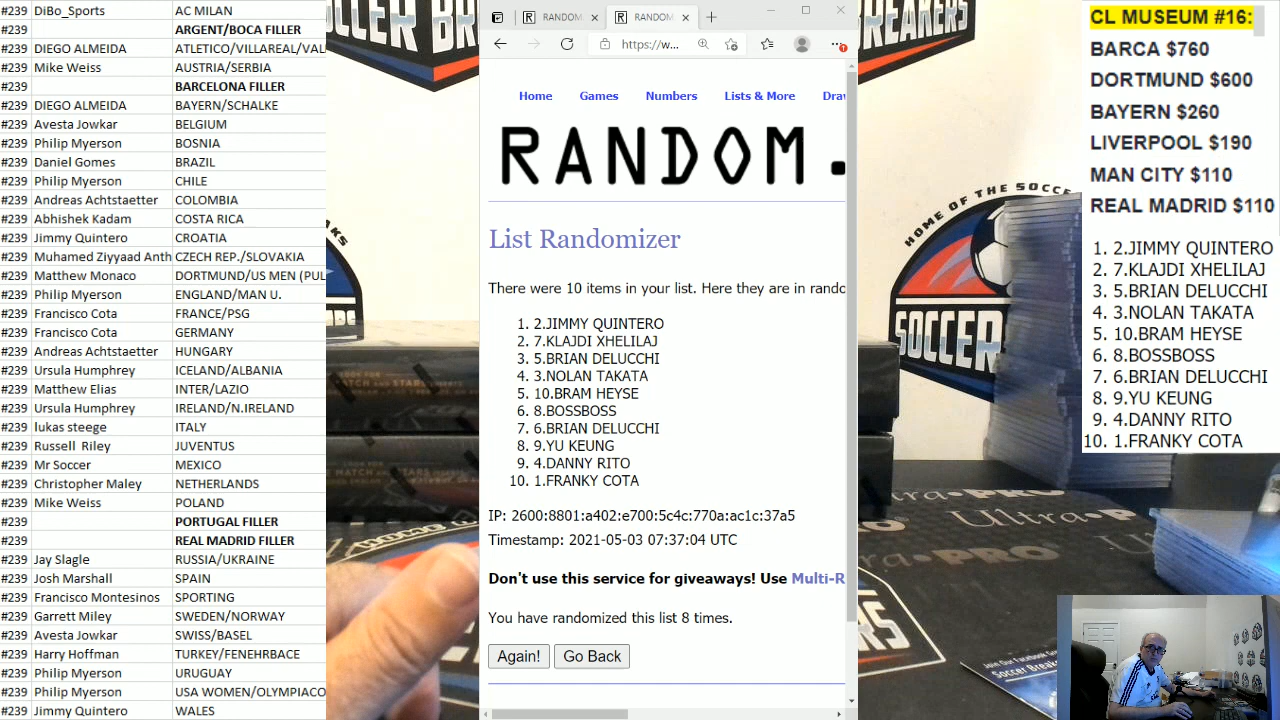 #239 DiBo_Sports AC MILAN
#239 ARGENT/BOCA FILLER
#239 DIEGO ALMEIDA ATLETICO/VILLAREAL/VAL
#239 Mike Weiss AUSTRIA/SERBIA
#239 BARCELONA FILLER
#239 DIEGO ALMEIDA BAYERN/SCHALKE
#239 Avesta Jowkar BELGIUM
#239 Philip Myerson BOSNIA
#239 Daniel Gomes BRAZIL
#239 Philip Myerson CHILE
#239 Andreas Achtstaetter COLOMBIA
#239 Abhishek Kadam COSTA RICA
#239 Jimmy Quintero CROATIA
#239 Muhamed Ziyyaad Anth CZECH REP./SLOVAKIA
#239 Matthew Monaco DORTMUND/US MEN (PUL
#239 Philip Myerson ENGLAND/MAN U.
#239 Francisco Cota FRANCE/PSG
#239 Francisco Cota GERMANY
#239 Andreas Achtstaetter HUNGARY
#239 Ursula Humphrey ICELAND/ALBANIA
#239 Matthew Elias INTER/LAZIO
#239 Ursula Humphrey IRELAND/N.IRELAND
#239 lukas steege ITALY
#239 Russell Riley JUVENTUS
#239 Mr Soccer MEXICO
#239 Christopher Maley NETHERLANDS
#239 Mike Weiss POLAND
#239 PORTUGAL FILLER
#239 REAL MADRID FILLER
#239 Jay Slagle RUSSIA/UKRAINE
#239 Josh Marshall SPAIN
#239 Francisco Montesinos SPORTING
#239 Garrett Miley SWEDEN/NORWAY
#239 Avesta Jowkar SWISS/BASEL
#239 Harry Hoffman TURKEY/FENEHRBACE
#239 Philip Myerson URUGUAY
#239 Philip Myerson USA WOMEN/OLYMPIACO
#239 Jimmy Quintero WALES
RANDOM
RANDOM
https://w...
Home Games Numbers Lists & More Dra
RANDOM.
List Randomizer
There were 10 items in your list. Here they are in rando
1. 2.JIMMY QUINTERO
2. 7.KLAJDI XHELILAJ
3. 5.BRIAN DELUCCHI
4. 3.NOLAN TAKATA
5. 10.BRAM HEYSE
6. 8.BOSSBOSS
7. 6.BRIAN DELUCCHI
8. 9.YU KEUNG
9. 4.DANNY RITO
10. 1.FRANKY COTA
IP: 2600:8801:a402:e700:5c4c:770a:ac1c:37a5
Timestamp: 2021-05-03 07:37:04 UTC
Don't use this service for giveaways! Use Multi-R
You have randomized this list 8 times.
Again! Go Back
CL MUSEUM #16:
BARCA $760
DORTMUND $600
BAYERN $260
LIVERPOOL $190
MAN CITY $110
REAL MADRID $110
1. 2.JIMMY QUINTERO
2. 7.KLAJDI XHELILAJ
3. 5.BRIAN DELUCCHI
4. 3.NOLAN TAKATA
5. 10.BRAM HEYSE
6. 8.BOSSBOSS
7. 6.BRIAN DELUCCHI
8. 9.YU KEUNG
9. 4.DANNY RITO
10. 1.FRANKY COTA
HOME OF THE SOCCE
SOCCER
Ultra PRO
Ultra PRO
Join Our Facebook
Soccer Break